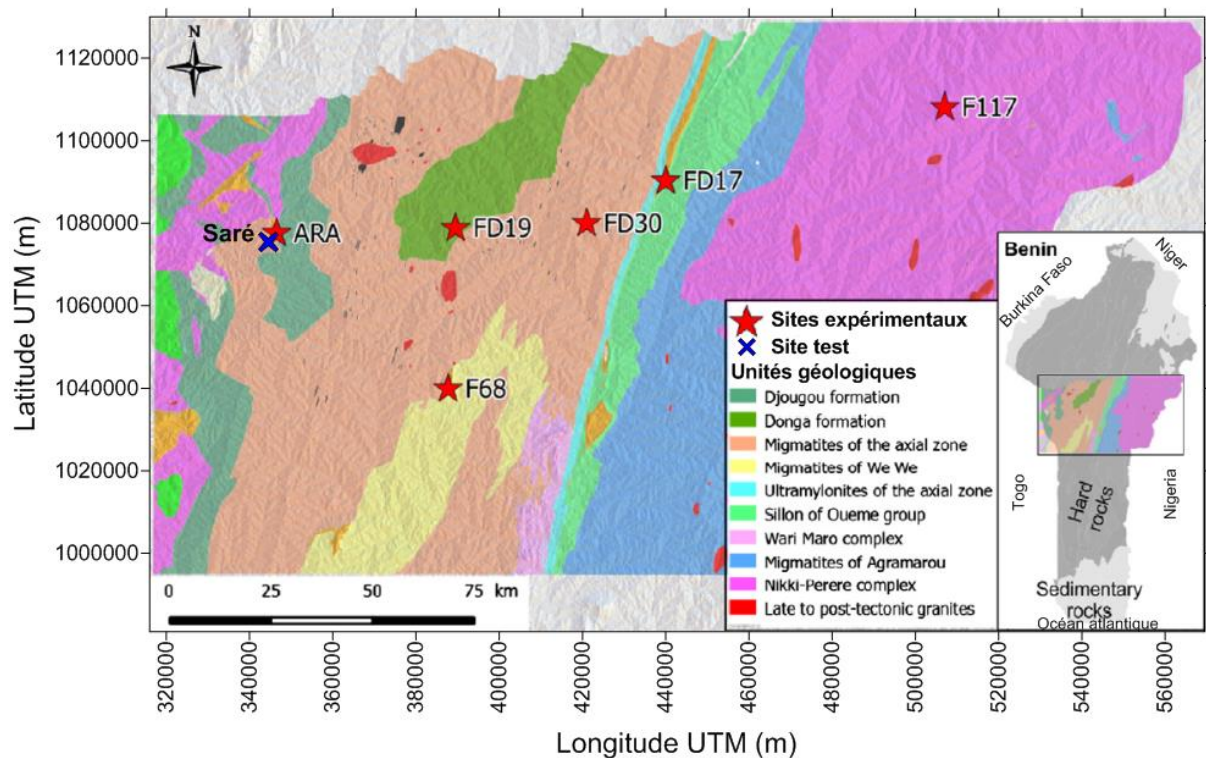 Latitude UTM (m)
1120000
1100000
1080000
1060000
1040000
1020000
1000000
N
F117
FD17
Saré
ARA
FD19
FD30
F68
Sites expérimentaux
Site test
Unités géologiques
Djougou formation
Donga formation
Migmatites of the axial zone
Migmatites of We We
Ultramylonites of the axial zone
Sillon of Oueme group
Wari Maro complex
Migmatites of Agramarou
Nikki-Perere complex
Late to post-tectonic granites
Benin
Niger
Burkina Faso
Togo
Nigeria
Hard
rocks
Sedimentary
rocks
Océan atlantique
0 25 50 75 km
320000 340000 360000 380000 400000 420000 440000 460000 480000 500000 520000 540000 560000
Longitude UTM (m)